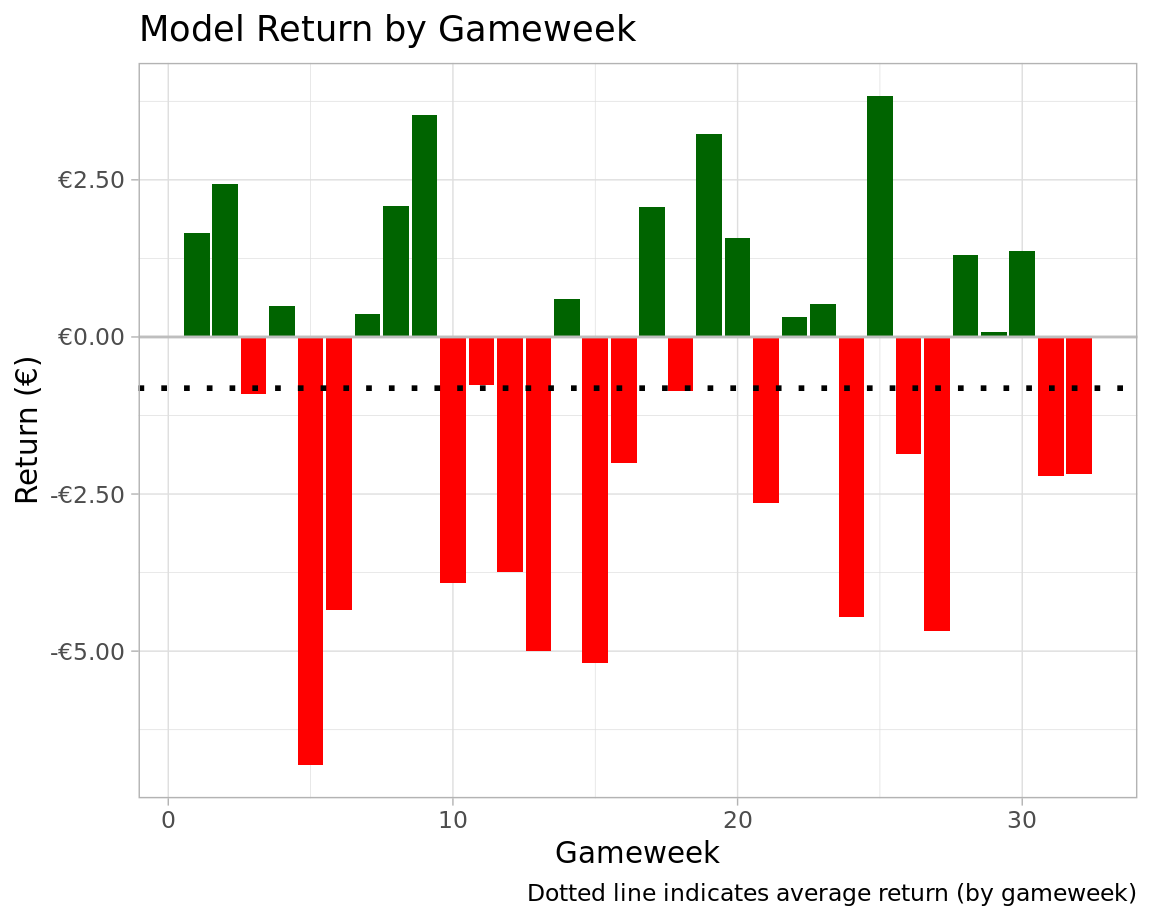 Model Return by Gameweek
€2.50
€0.00
-€2.50
-€5.00
Return (€)
0 10 20 30
Gameweek
Dotted line indicates average return (by gameweek)